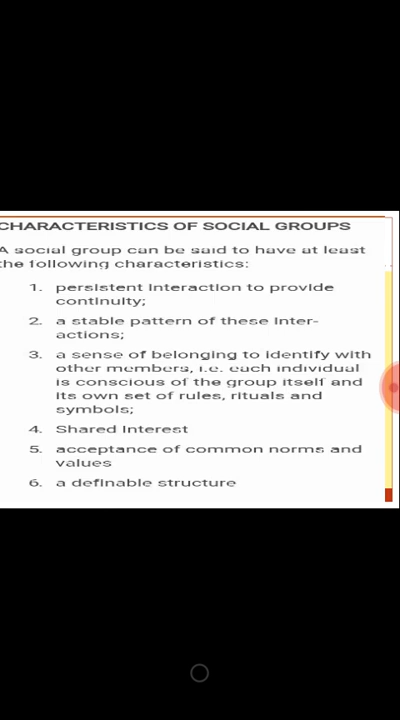 CHARACTERISTICS OF SOCIAL GROUPS
A social group can be said to have at least
the following characteristics:
1. persistent interaction to provide
continuity;
2. a stable pattern of these inter-
actions;
3. a sense of belonging to identify with
other members, i.e. each individual
is conscious of the group itself and
its own set of rules, rituals and
symbols;
4. Shared Interest
5. acceptance of common norms and
values
6. a definable structure